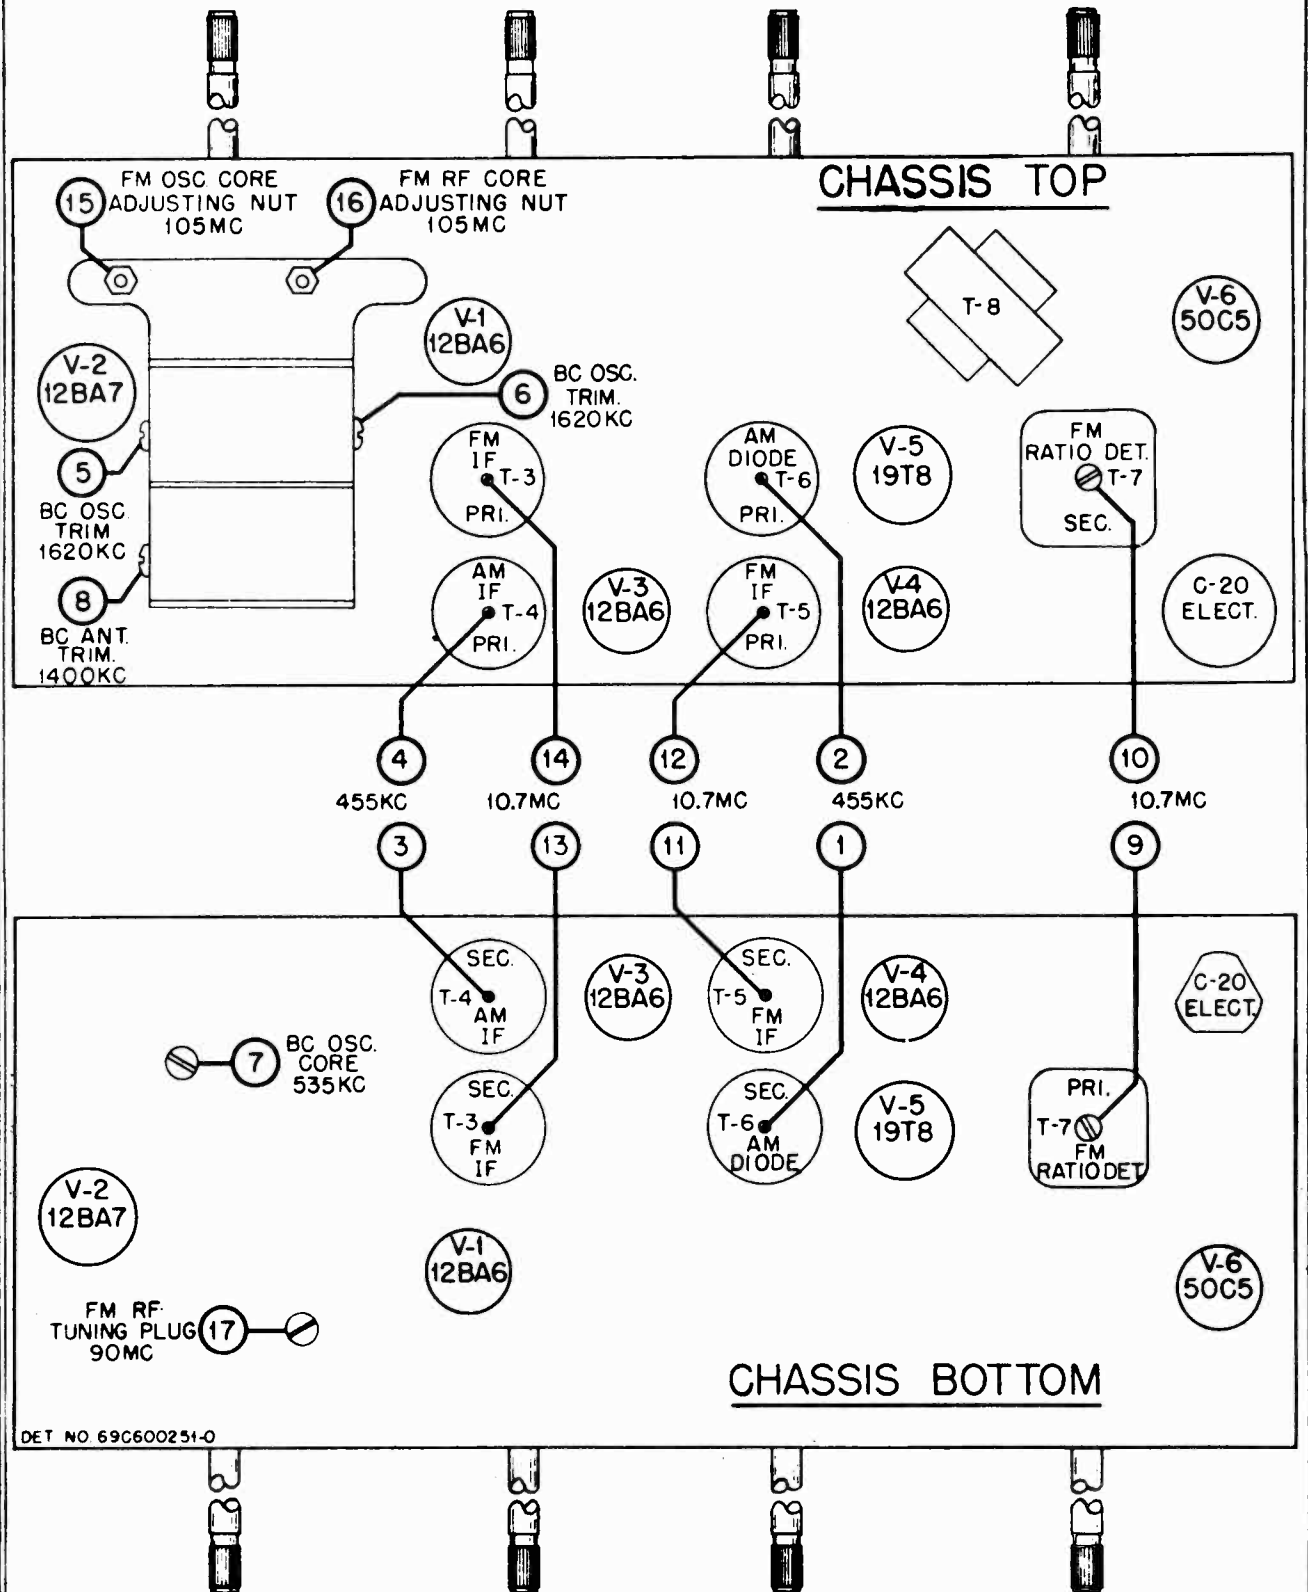 CHASSIS TOP
15
FM OSC. CORE
ADJUSTING NUT
105MC
16
FM RF CORE
ADJUSTING NUT
105MC
V-1
12BA6
V-2
12BA7
T-8
V-6
50C5
6
BC OSC.
TRIM.
1620KC
5
BC OSC.
TRIM
1620KC
8
BC ANT.
TRIM.
1400KC
FM
IF
T-3
PRI.
AM
DIODE
T-6
PRI.
V-5
19T8
FM
RATIO DET.
T-7
SEC.
AM
IF
T-4
PRI.
V-3
12BA6
FM
IF
T-5
PRI.
V-4
12BA6
C-20
ELECT.
4
14
12
2
10
455KC
10.7MC
10.7MC
455KC
10.7MC
3
13
11
1
9
SEC.
T-4
AM
IF
V-3
12BA6
SEC.
T-5
FM
IF
V-4
12BA6
C-20
ELECT.
7
BC OSC.
CORE
535KC
SEC.
T-3
FM
IF
SEC.
T-6
AM
DIODE
V-5
19T8
PRI.
T-7
FM
RATIO DET.
V-2
12BA7
V-1
12BA6
V-6
50C5
FM RF
TUNING PLUG
90MC
17
CHASSIS BOTTOM
DET NO. 69C600251-0